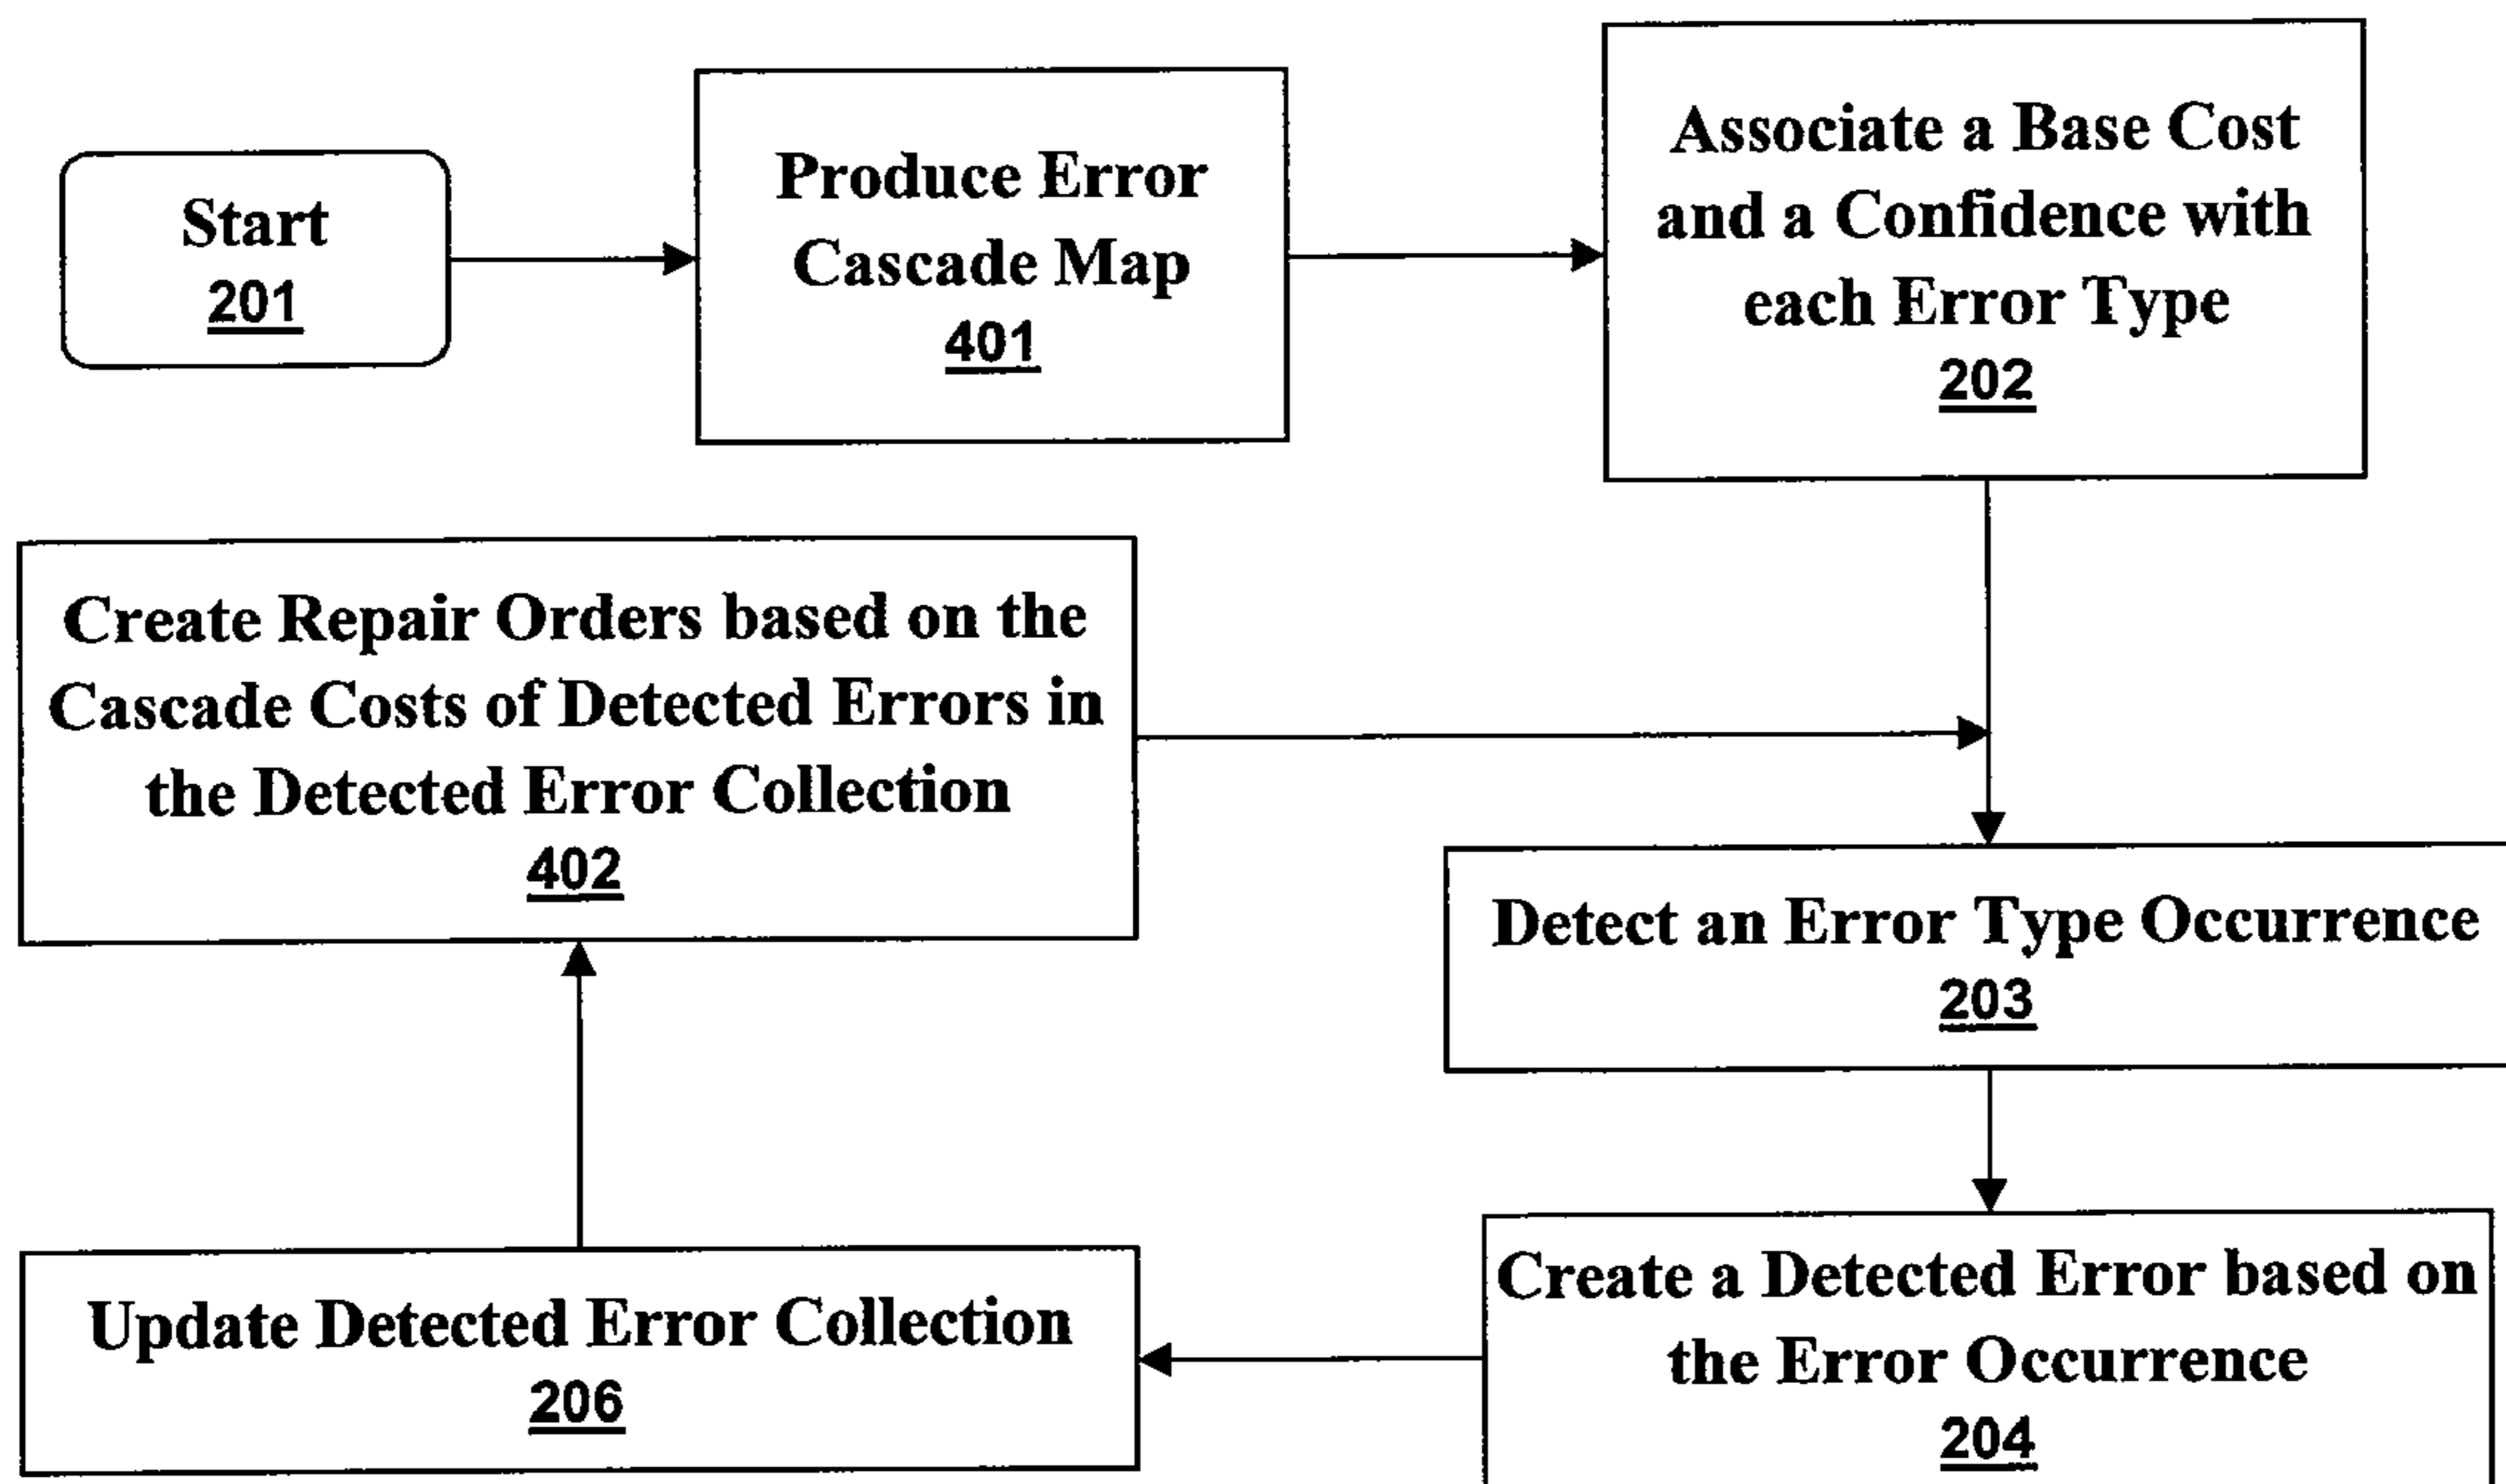 Start
201
Produce Error
Cascade Map
401
Associate a Base Cost
and a Confidence with
each Error Type
202
Create Repair Orders based on the
Cascade Costs of Detected Errors in
the Detected Error Collection
402
Detect an Error Type Occurrence
203
Update Detected Error Collection
206
Create a Detected Error based on
the Error Occurrence
204